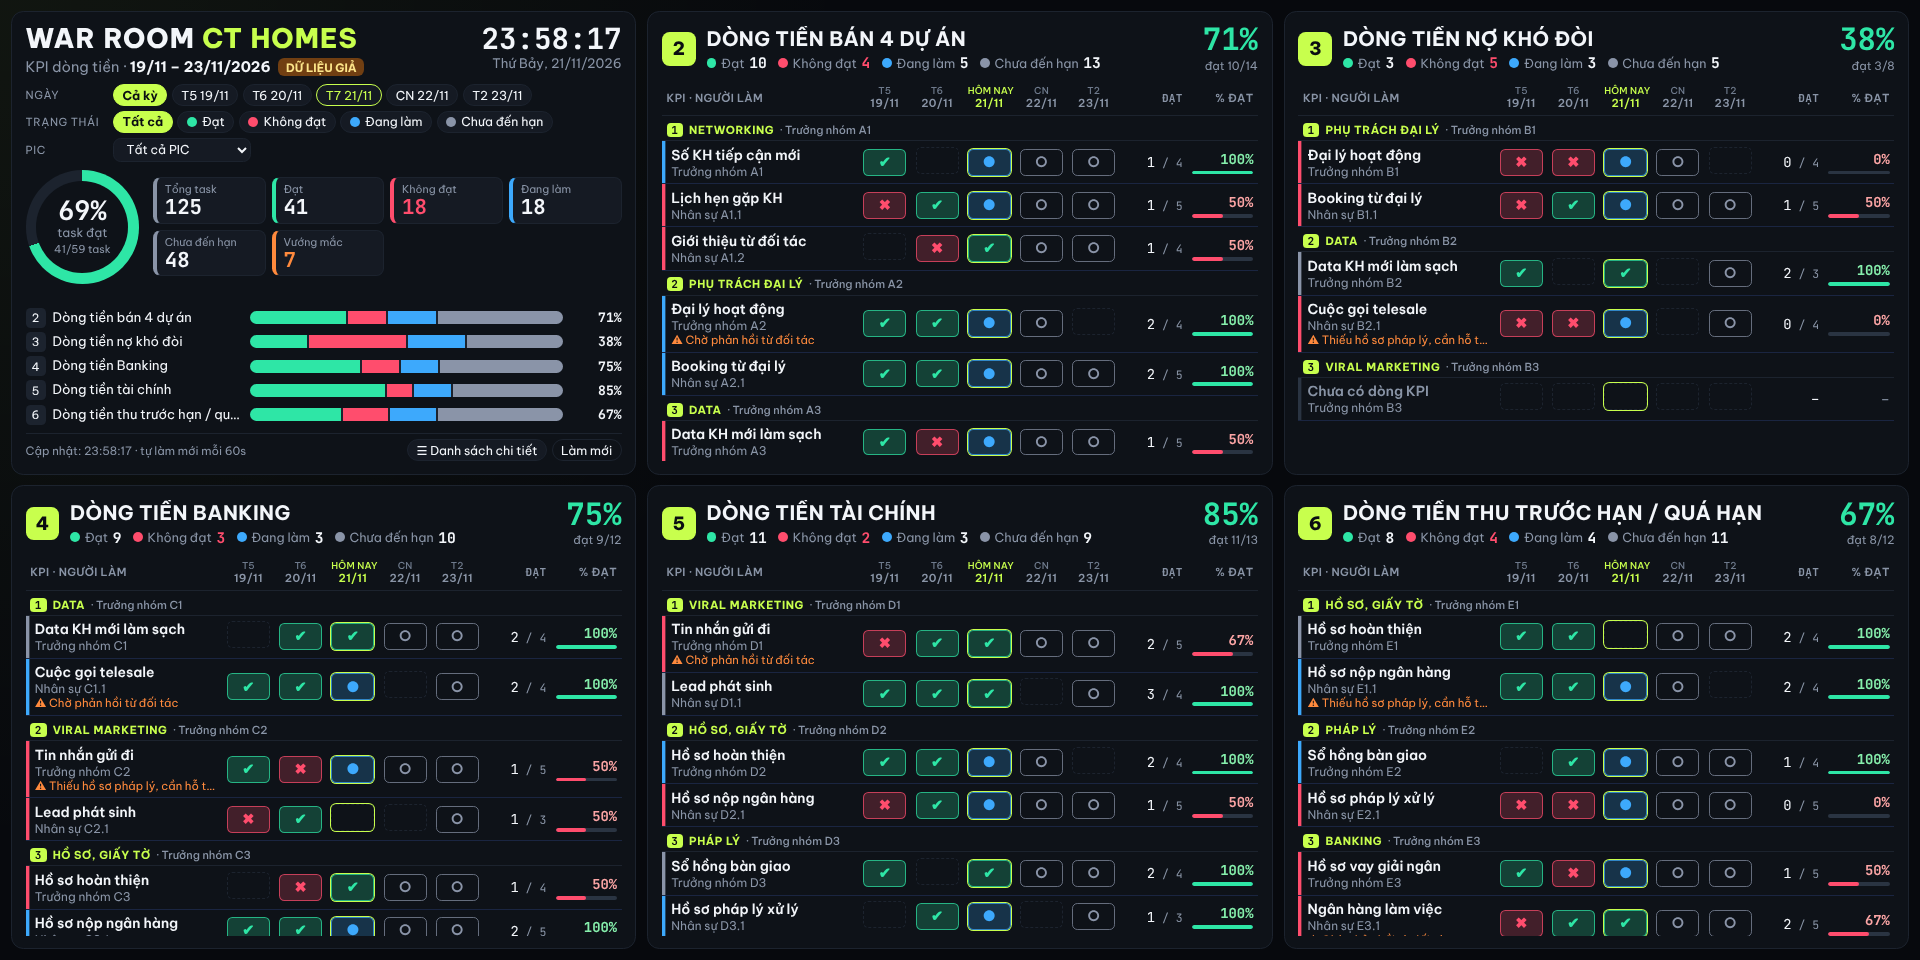 WAR ROOM CT HOMES
23:58:17
KPI dòng tiền · 19/11 – 23/11/2026 DỮ LIỆU GIẢ
Thứ Bảy, 21/11/2026
NGÀY Cả kỳ T5 19/11 T6 20/11 T7 21/11 CN 22/11 T2 23/11
TRẠNG THÁI Tất cả Đạt Không đạt Đang làm Chưa đến hạn
PIC Tất cả PIC
69%
task đạt
41/59 task
Tổng task
125
Đạt
41
Không đạt
18
Đang làm
18
Chưa đến hạn
48
Vướng mắc
7
2 Dòng tiền bán 4 dự án 71%
3 Dòng tiền nợ khó đòi 38%
4 Dòng tiền Banking 75%
5 Dòng tiền tài chính 85%
6 Dòng tiền thu trước hạn / qu... 67%
Cập nhật: 23:58:17 · tự làm mới mỗi 60s
☰ Danh sách chi tiết Làm mới
2 DÒNG TIỀN BÁN 4 DỰ ÁN 71%
Đạt 10 Không đạt 4 Đang làm 5 Chưa đến hạn 13 đạt 10/14
T5 T6 HÔM NAY CN T2
KPI · NGƯỜI LÀM 19/11 20/11 21/11 22/11 23/11 ĐẠT % ĐẠT
1 NETWORKING · Trưởng nhóm A1
Số KH tiếp cận mới 1 / 4 100%
Trưởng nhóm A1
Lịch hẹn gặp KH 1 / 5 50%
Nhân sự A1.1
Giới thiệu từ đối tác 1 / 4 50%
Nhân sự A1.2
2 PHỤ TRÁCH ĐẠI LÝ · Trưởng nhóm A2
Đại lý hoạt động 2 / 4 100%
Trưởng nhóm A2
⚠ Chờ phản hồi từ đối tác
Booking từ đại lý 2 / 5 100%
Nhân sự A2.1
3 DATA · Trưởng nhóm A3
Data KH mới làm sạch 1 / 5 50%
Trưởng nhóm A3
3 DÒNG TIỀN NỢ KHÓ ĐÒI 38%
Đạt 3 Không đạt 5 Đang làm 3 Chưa đến hạn 5 đạt 3/8
T5 T6 HÔM NAY CN T2
KPI · NGƯỜI LÀM 19/11 20/11 21/11 22/11 23/11 ĐẠT % ĐẠT
1 PHỤ TRÁCH ĐẠI LÝ · Trưởng nhóm B1
Đại lý hoạt động 0 / 4 0%
Trưởng nhóm B1
Booking từ đại lý 1 / 5 50%
Nhân sự B1.1
2 DATA · Trưởng nhóm B2
Data KH mới làm sạch 2 / 3 100%
Trưởng nhóm B2
Cuộc gọi telesale 0 / 4 0%
Nhân sự B2.1
⚠ Thiếu hồ sơ pháp lý, cần hỗ t...
3 VIRAL MARKETING · Trưởng nhóm B3
Chưa có dòng KPI – –
Trưởng nhóm B3
4 DÒNG TIỀN BANKING 75%
Đạt 9 Không đạt 3 Đang làm 3 Chưa đến hạn 10 đạt 9/12
T5 T6 HÔM NAY CN T2
KPI · NGƯỜI LÀM 19/11 20/11 21/11 22/11 23/11 ĐẠT % ĐẠT
1 DATA · Trưởng nhóm C1
Data KH mới làm sạch 2 / 4 100%
Trưởng nhóm C1
Cuộc gọi telesale 2 / 4 100%
Nhân sự C1.1
⚠ Chờ phản hồi từ đối tác
2 VIRAL MARKETING · Trưởng nhóm C2
Tin nhắn gửi đi 1 / 5 50%
Trưởng nhóm C2
⚠ Thiếu hồ sơ pháp lý, cần hỗ t...
Lead phát sinh 1 / 3 50%
Nhân sự C2.1
3 HỒ SƠ, GIẤY TỜ · Trưởng nhóm C3
Hồ sơ hoàn thiện 1 / 4 50%
Trưởng nhóm C3
Hồ sơ nộp ngân hàng 2 / 5 100%
5 DÒNG TIỀN TÀI CHÍNH 85%
Đạt 11 Không đạt 2 Đang làm 3 Chưa đến hạn 9 đạt 11/13
T5 T6 HÔM NAY CN T2
KPI · NGƯỜI LÀM 19/11 20/11 21/11 22/11 23/11 ĐẠT % ĐẠT
1 VIRAL MARKETING · Trưởng nhóm D1
Tin nhắn gửi đi 2 / 5 67%
Trưởng nhóm D1
⚠ Chờ phản hồi từ đối tác
Lead phát sinh 3 / 4 100%
Nhân sự D1.1
2 HỒ SƠ, GIẤY TỜ · Trưởng nhóm D2
Hồ sơ hoàn thiện 2 / 4 100%
Trưởng nhóm D2
Hồ sơ nộp ngân hàng 1 / 5 50%
Nhân sự D2.1
3 PHÁP LÝ · Trưởng nhóm D3
Sổ hồng bàn giao 2 / 4 100%
Trưởng nhóm D3
Hồ sơ pháp lý xử lý 1 / 3 100%
Nhân sự D3.1
6 DÒNG TIỀN THU TRƯỚC HẠN / QUÁ HẠN 67%
Đạt 8 Không đạt 4 Đang làm 4 Chưa đến hạn 11 đạt 8/12
T5 T6 HÔM NAY CN T2
KPI · NGƯỜI LÀM 19/11 20/11 21/11 22/11 23/11 ĐẠT % ĐẠT
1 HỒ SƠ, GIẤY TỜ · Trưởng nhóm E1
Hồ sơ hoàn thiện 2 / 4 100%
Trưởng nhóm E1
Hồ sơ nộp ngân hàng 2 / 4 100%
Nhân sự E1.1
⚠ Thiếu hồ sơ pháp lý, cần hỗ t...
2 PHÁP LÝ · Trưởng nhóm E2
Sổ hồng bàn giao 1 / 4 100%
Trưởng nhóm E2
Hồ sơ pháp lý xử lý 0 / 5 0%
Nhân sự E2.1
3 BANKING · Trưởng nhóm E3
Hồ sơ vay giải ngân 1 / 5 50%
Trưởng nhóm E3
Ngân hàng làm việc 2 / 5 67%
Nhân sự E3.1